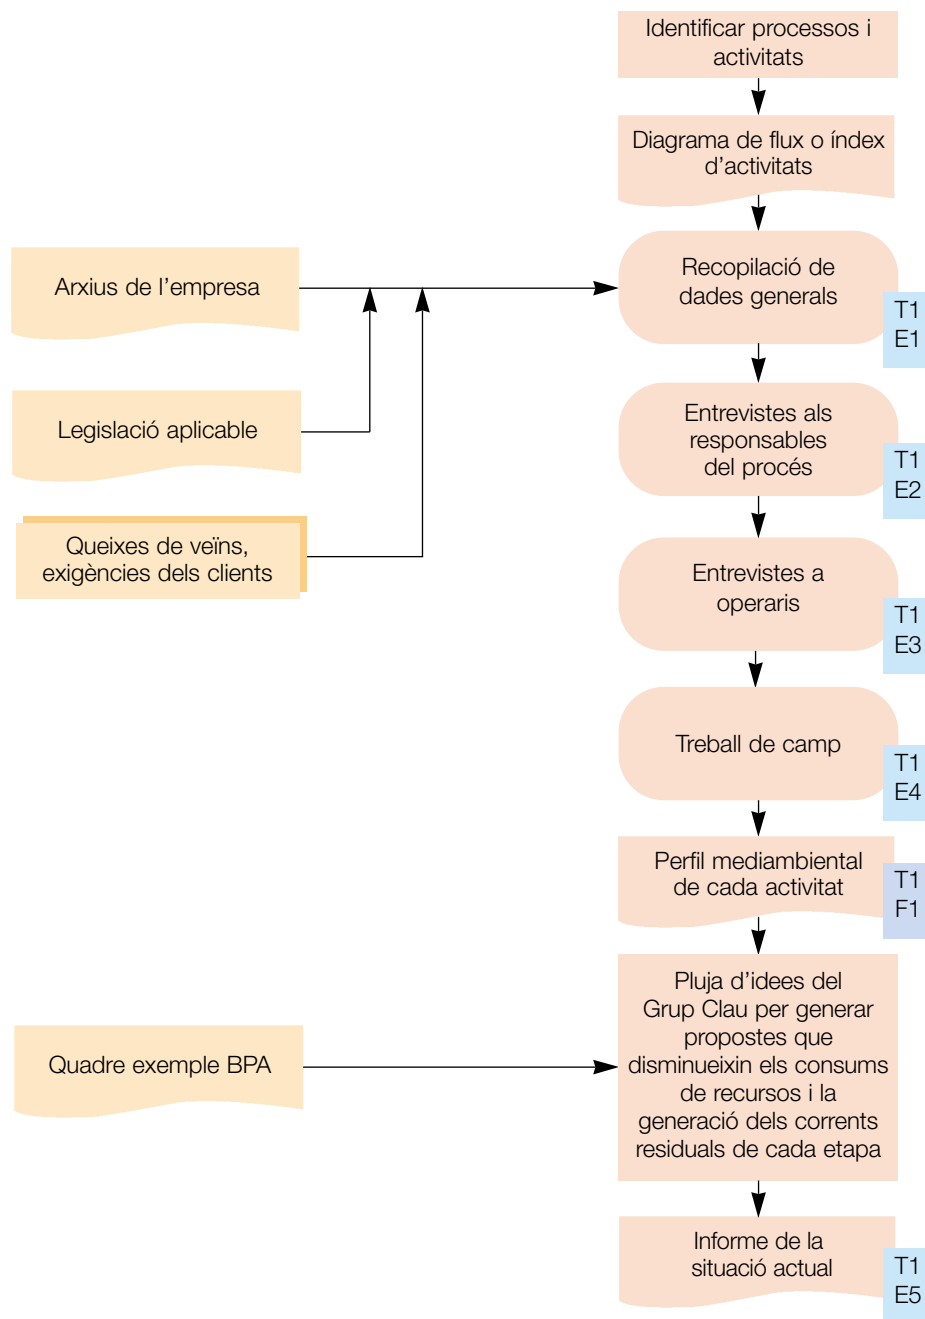 Identificar processos i
activitats
Diagrama de flux o índex
d’activitats
Arxius de l’empresa
Recopilació de
dades generals
T1
E1
Legislació aplicable
Entrevistes als
responsables
del procés
T1
E2
Queixes de veïns,
exigències dels clients
Entrevistes a
operaris
T1
E3
Treball de camp
T1
E4
Perfil mediambiental
de cada activitat
T1
F1
Quadre exemple BPA
Pluja d’idees del
Grup Clau per generar
propostes que
disminueixin els consums
de recursos i la
generació dels corrents
residuals de cada etapa
Informe de la
situació actual
T1
E5